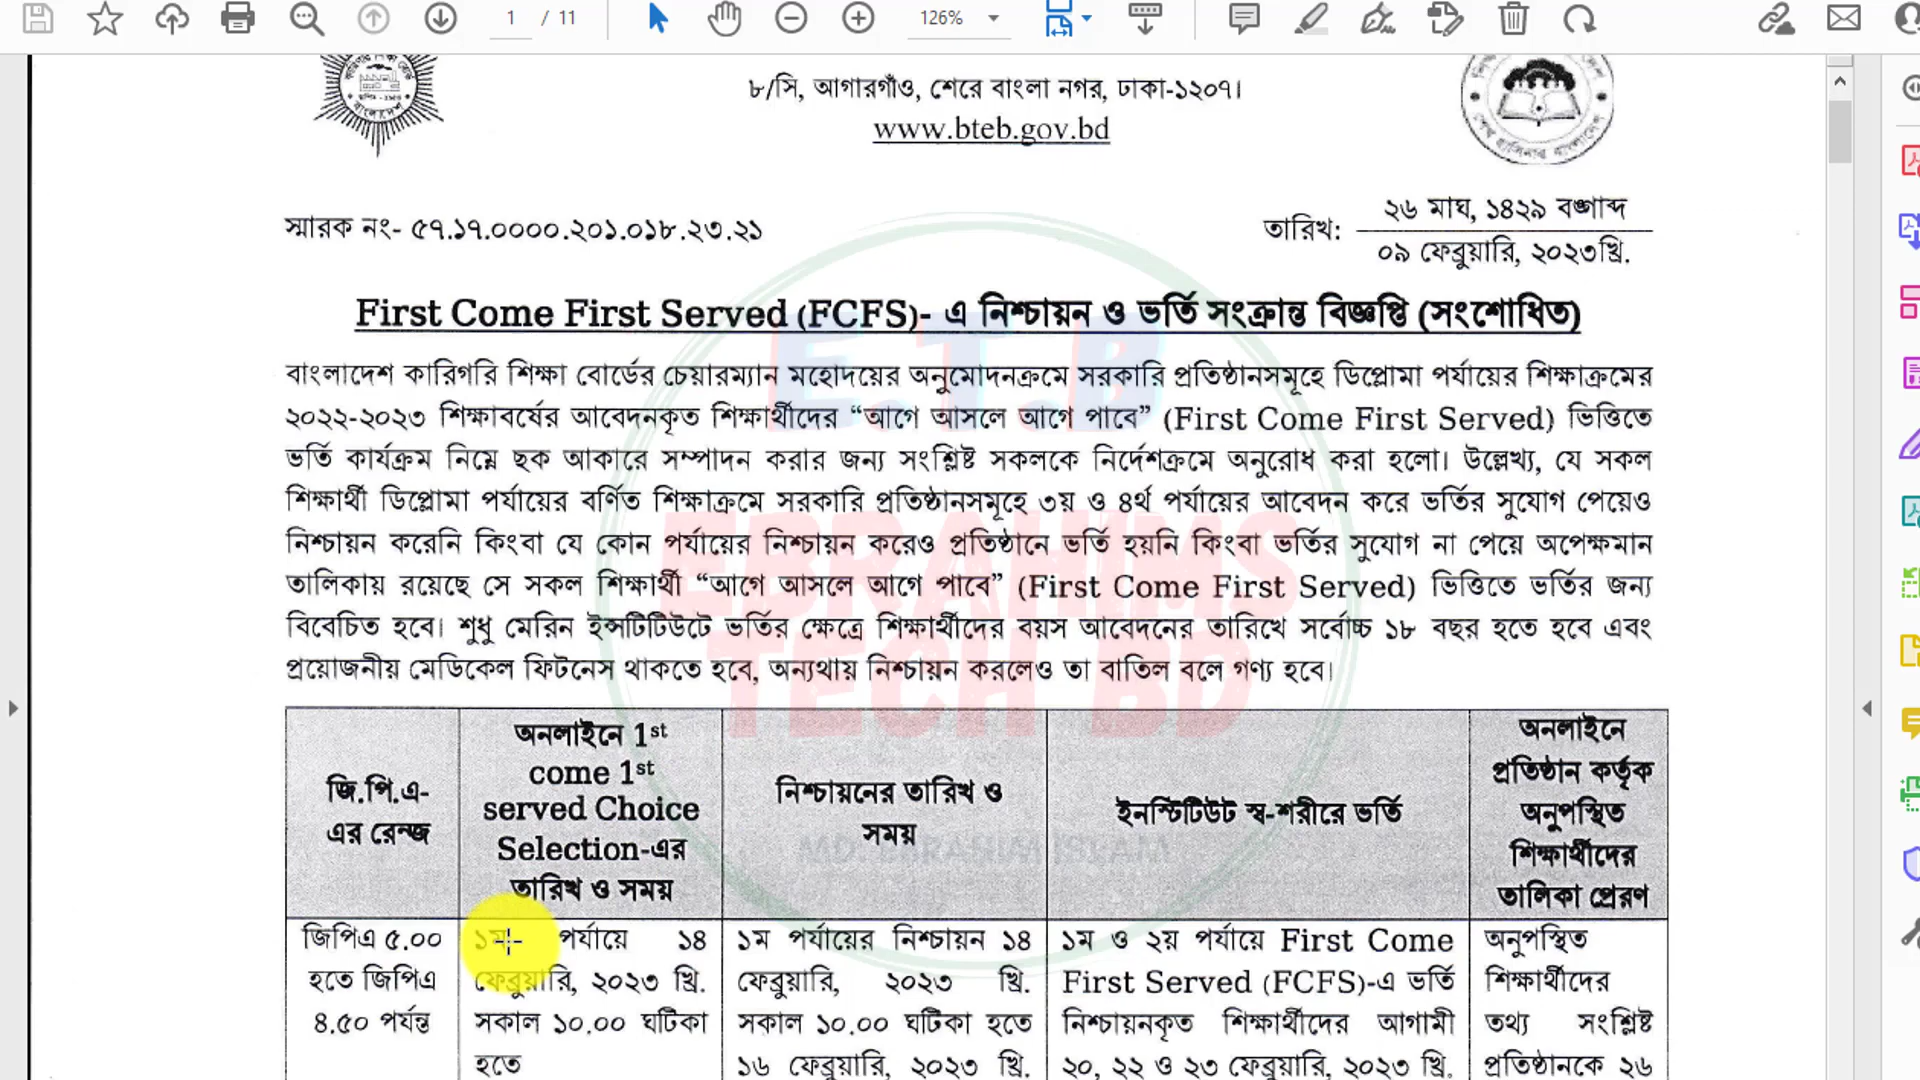 1 / 11
126%
৮/সি, আগারগাঁও, শেরে বাংলা নগর, ঢাকা-১২০৭।
www.bteb.gov.bd
স্মারক নং- ৫৭.১৭.০০০০.২০১.০১৮.২৩.২১
তারিখ:
২৬ মাঘ, ১৪২৯ বঙ্গাব্দ
০৯ ফেব্রুয়ারি, ২০২৩খ্রি.
First Come First Served (FCFS)- এ নিশ্চায়ন ও ভর্তি সংক্রান্ত বিজ্ঞপ্তি (সংশোধিত)
বাংলাদেশ কারিগরি শিক্ষা বোর্ডের চেয়ারম্যান মহোদয়ের অনুমোদনক্রমে সরকারি প্রতিষ্ঠানসমূহে ডিপ্লোমা পর্যায়ের শিক্ষাক্রমের
২০২২-২০২৩ শিক্ষাবর্ষের আবেদনকৃত শিক্ষার্থীদের “আগে আসলে আগে পাবে” (First Come First Served) ভিত্তিতে
ভর্তি কার্যক্রম নিম্নে ছক আকারে সম্পাদন করার জন্য সংশ্লিষ্ট সকলকে নির্দেশক্রমে অনুরোধ করা হলো। উল্লেখ্য, যে সকল
শিক্ষার্থী ডিপ্লোমা পর্যায়ের বর্ণিত শিক্ষাক্রমে সরকারি প্রতিষ্ঠানসমূহে ৩য় ও ৪র্থ পর্যায়ের আবেদন করে ভর্তির সুযোগ পেয়েও
নিশ্চায়ন করেনি কিংবা যে কোন পর্যায়ের নিশ্চায়ন করেও প্রতিষ্ঠানে ভর্তি হয়নি কিংবা ভর্তির সুযোগ না পেয়ে অপেক্ষমান
তালিকায় রয়েছে সে সকল শিক্ষার্থী “আগে আসলে আগে পাবে” (First Come First Served) ভিত্তিতে ভর্তির জন্য
বিবেচিত হবে। শুধু মেরিন ইন্সটিটিউটে ভর্তির ক্ষেত্রে শিক্ষার্থীদের বয়স আবেদনের তারিখে সর্বোচ্চ ১৮ বছর হতে হবে এবং
প্রয়োজনীয় মেডিকেল ফিটনেস থাকতে হবে, অন্যথায় নিশ্চায়ন করলেও তা বাতিল বলে গণ্য হবে।
E.T.B
EBRAHIMS
TECH BD
MD. EBRAHIM ISLAM
জি.পি.এ-
এর রেন্জ
অনলাইনে 1st
come 1st
served Choice
Selection-এর
তারিখ ও সময়
নিশ্চায়নের তারিখ ও
সময়
ইনস্টিটিউট স্ব-শরীরে ভর্তি
অনলাইনে
প্রতিষ্ঠান কর্তৃক
অনুপস্থিত
শিক্ষার্থীদের
তালিকা প্রেরণ
জিপিএ ৫.০০
হতে জিপিএ
৪.৫০ পর্যন্ত
১ম পর্যায়ে ১৪
ফেব্রুয়ারি, ২০২৩ খ্রি.
সকাল ১০.০০ ঘটিকা
হতে
১ম পর্যায়ের নিশ্চায়ন ১৪
ফেব্রুয়ারি, ২০২৩ খ্রি.
সকাল ১০.০০ ঘটিকা হতে
১৬ ফেব্রুয়ারি, ২০২৩ খ্রি.
১ম ও ২য় পর্যায়ে First Come
First Served (FCFS)-এ ভর্তি
নিশ্চায়নকৃত শিক্ষার্থীদের আগামী
২০, ২২ ও ২৩ ফেব্রুয়ারি, ২০২৩ খ্রি.
অনুপস্থিত
শিক্ষার্থীদের
তথ্য সংশ্লিষ্ট
প্রতিষ্ঠানকে ২৬